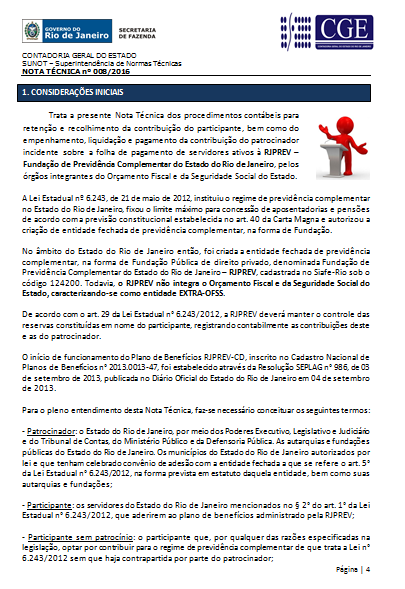 GOVERNO DO
Rio de Janeiro
SECRETARIA
DE FAZENDA
CGE
CONTADORIA GERAL DO ESTADO
SUNOT – Superintendência de Normas Técnicas
NOTA TÉCNICA nº 008/2016
1. CONSIDERAÇÕES INICIAIS
Trata a presente Nota Técnica dos procedimentos contábeis para
retenção e recolhimento da contribuição do participante, bem como do
empenhamento, liquidação e pagamento da contribuição do patrocinador
incidente sobre a folha de pagamento de servidores ativos à RJPREV –
Fundação de Previdência Complementar do Estado do Rio de Janeiro, pelos
órgãos integrantes do Orçamento Fiscal e da Seguridade Social do Estado.
A Lei Estadual nº 6.243, de 21 de maio de 2012, instituiu o regime de previdência complementar
no Estado do Rio de Janeiro, fixou o limite máximo para concessão de aposentadorias e pensões
de acordo com a previsão constitucional estabelecida no art. 40 da Carta Magna e autorizou a
criação de entidade fechada de previdência complementar, na forma de Fundação.
No âmbito do Estado do Rio de Janeiro então, foi criada a entidade fechada de previdência
complementar, na forma de Fundação Pública de direito privado, denominada Fundação de
Previdência Complementar do Estado do Rio de Janeiro – RJPREV, cadastrada no Siafe-Rio sob o
código 124200. Todavia, o RJPREV não integra o Orçamento Fiscal e da Seguridade Social do
Estado, caracterizando-se como entidade EXTRA-OFSS.
De acordo com o art. 29 da Lei Estadual nº 6.243/2012, a RJPREV deverá manter o controle das
reservas constituídas em nome do participante, registrando contabilmente as contribuições deste
e as do patrocinador.
O início de funcionamento do Plano de Benefícios RJPREV-CD, inscrito no Cadastro Nacional de
Planos de Benefícios nº 2013.0013-47, foi estabelecido através da Resolução SEPLAG nº 986, de 03
de setembro de 2013, publicado no Diário Oficial do Estado do Rio de Janeiro em 04 de setembro
de 2013.
Para o pleno entendimento desta Nota Técnica, faz-se necessário conceituar os seguintes termos:
- Patrocinador: o Estado do Rio de Janeiro, por meio dos Poderes Executivo, Legislativo e Judiciário
e do Tribunal de Contas, do Ministério Público e da Defensoria Pública. As autarquias e fundações
públicas do Estado do Rio de Janeiro. Os municípios do Estado do Rio de Janeiro autorizados por
lei e que tenham celebrado convênio de adesão com a entidade fechada a que se refere o art. 5º
da Lei Estadual nº 6.243/2012, na forma prevista em estatuto daquela entidade, bem como suas
autarquias e fundações;
- Participante: os servidores do Estado do Rio de Janeiro mencionados no § 2º do art. 1º da Lei
Estadual nº 6.243/2012, que aderirem ao plano de benefícios administrado pela RJPREV;
- Participante sem patrocínio: o participante que, por qualquer das razões especificadas na
legislação, optar por contribuir para o regime de previdência complementar de que trata a Lei nº
6.243/2012 sem que haja contrapartida por parte do patrocinador;
Página | 4